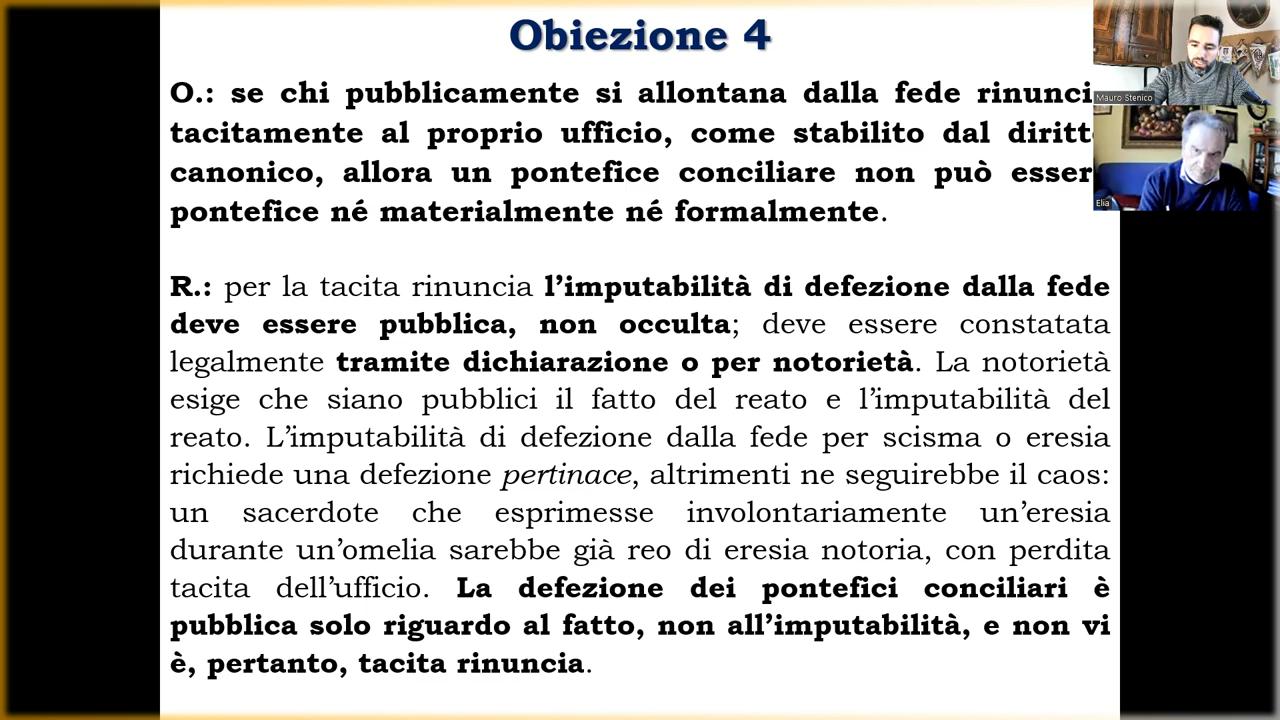 Obiezione 4
O.: se chi pubblicamente si allontana dalla fede rinunci
tacitamente al proprio ufficio, come stabilito dal diritt
canonico, allora un pontefice conciliare non può esser
pontefice né materialmente né formalmente.
R.: per la tacita rinuncia l’imputabilità di defezione dalla fede
deve essere pubblica, non occulta; deve essere constatata
legalmente tramite dichiarazione o per notorietà. La notorietà
esige che siano pubblici il fatto del reato e l’imputabilità del
reato. L’imputabilità di defezione dalla fede per scisma o eresia
richiede una defezione pertinace, altrimenti ne seguirebbe il caos:
un sacerdote che esprimesse involontariamente un’eresia
durante un’omelia sarebbe già reo di eresia notoria, con perdita
tacita dell’ufficio. La defezione dei pontefici conciliari è
pubblica solo riguardo al fatto, non all’imputabilità, e non vi
è, pertanto, tacita rinuncia.
Mauro Stenico
Elia